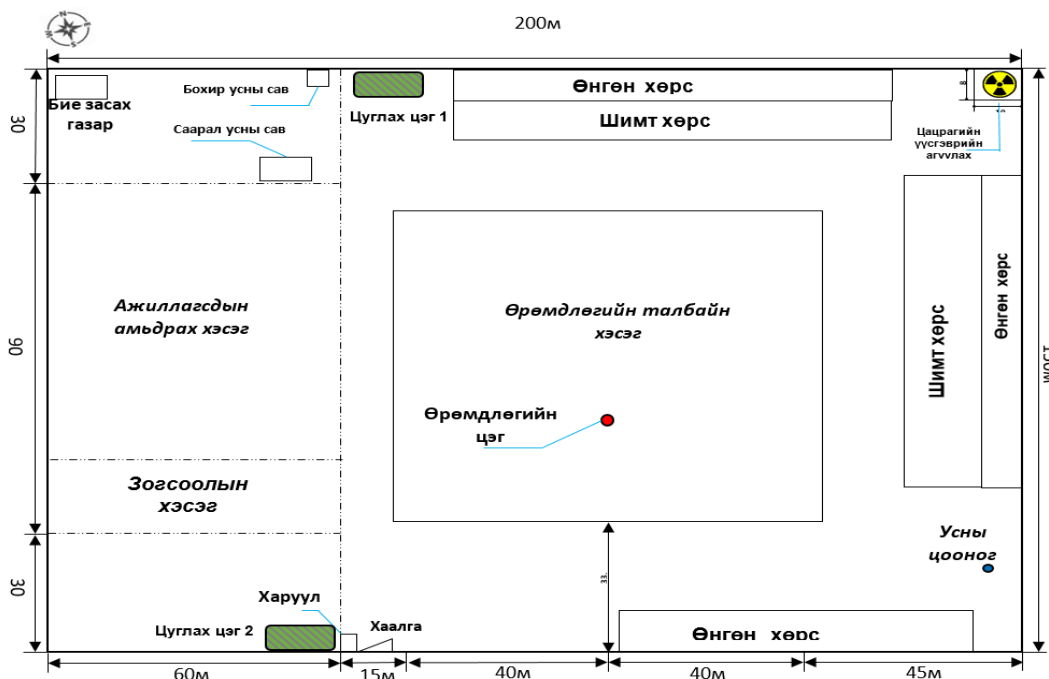 200м
N
E
W
S
Бие засах
газар
Бохир усны сав
Саарал усны сав
Цуглах цэг 1
Өнгөн хөрс
Шимт хөрс
8
Цацрагийн
үүсгэврийн
агуулах
30
90
30
Ажиллагсдын
амьдрах хэсэг
Өрөмдлөгийн талбайн
хэсэг
Шимт хөрс
Өнгөн хөрс
Өрөмдлөгийн
цэг
Зогсоолын
хэсэг
Усны
цооног
33.
Харуул
Цуглах цэг 2
Хаалга
Өнгөн хөрс
60м
15м
40м
40м
45м